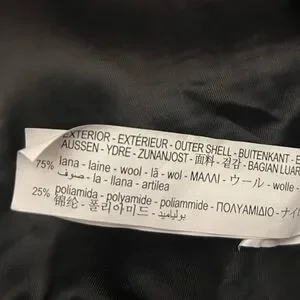 EXTERIOR - EXTÉRIEUR - OUTER SHELL - BUITENKANT -
AUSSEN - YDRE - ZUNANJOST - 面料 - 겉감 - BAGIAN LUAR
75% lana - laine - wool - lã - wol - ΜΑΛΛΙ - ウール - wolle -
صوف - la - llana - artilea
25% poliamida - polyamide - poliammide - ΠΟΛΥΑΜΙΔΙΟ -
锦纶 - 폴리아미드 - بولياميد